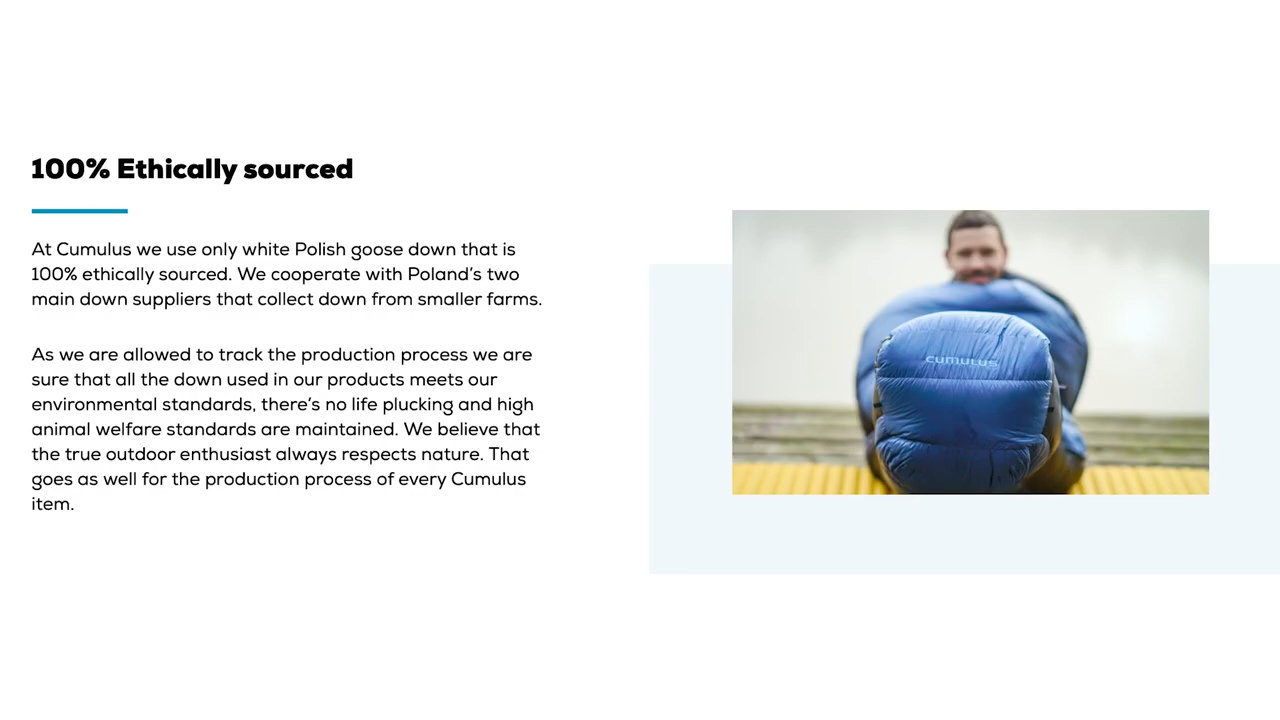 100% Ethically sourced
At Cumulus we use only white Polish goose down that is
100% ethically sourced. We cooperate with Poland’s two
main down suppliers that collect down from smaller farms.
As we are allowed to track the production process we are
sure that all the down used in our products meets our
environmental standards, there’s no life plucking and high
animal welfare standards are maintained. We believe that
the true outdoor enthusiast always respects nature. That
goes as well for the production process of every Cumulus
item.
cumulus